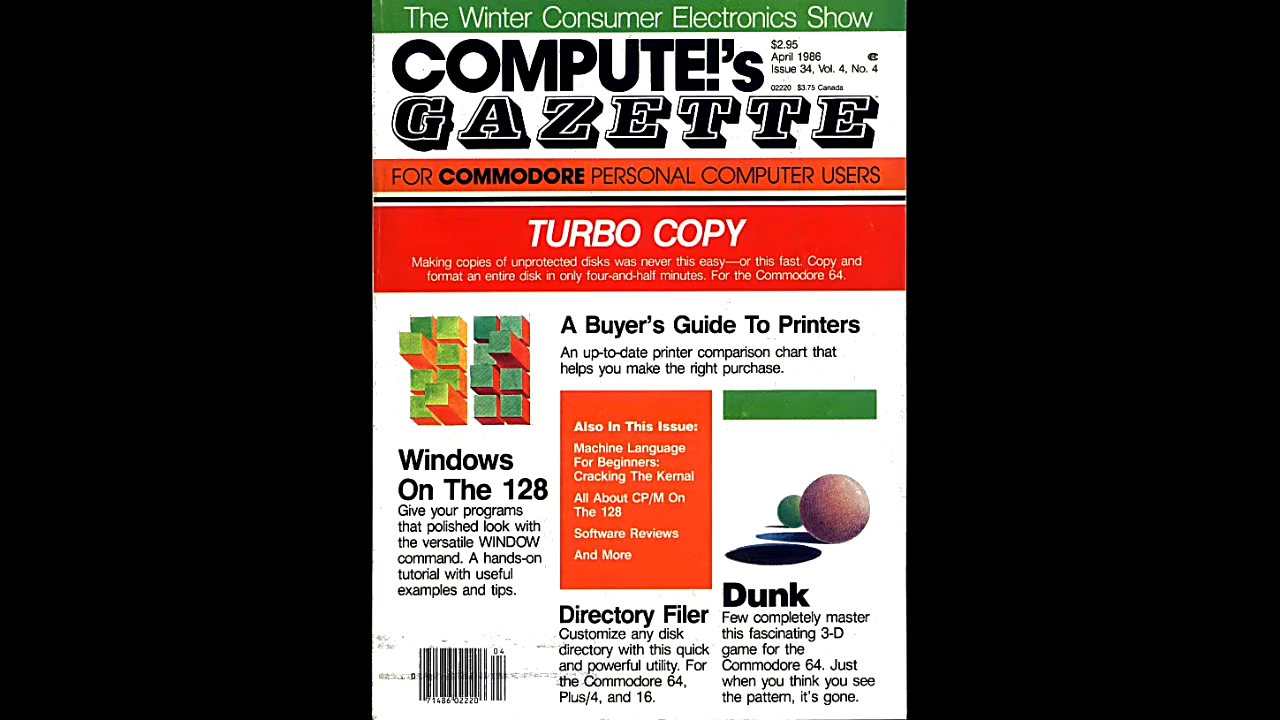 The Winter Consumer Electronics Show
COMPUTE!'s
$2.95
April 1986
Issue 34, Vol. 4, No. 4
02220 $3.75 Canada
GAZETTE
FOR COMMODORE PERSONAL COMPUTER USERS
TURBO COPY
Making copies of unprotected disks was never this easy—or this fast. Copy and
format an entire disk in only four-and-half minutes. For the Commodore 64.
A Buyer's Guide To Printers
An up-to-date printer comparison chart that
helps you make the right purchase.
Windows
On The 128
Give your programs
that polished look with
the versatile WINDOW
command. A hands-on
tutorial with useful
examples and tips.
Also In This Issue:
Machine Language
For Beginners:
Cracking The Kernal
All About CP/M On
The 128
Software Reviews
And More
Directory Filer
Customize any disk
directory with this quick
and powerful utility. For
the Commodore 64,
Plus/4, and 16.
Dunk
Few completely master
this fascinating 3-D
game for the
Commodore 64. Just
when you think you see
the pattern, it's gone.
04
0
71486 02220